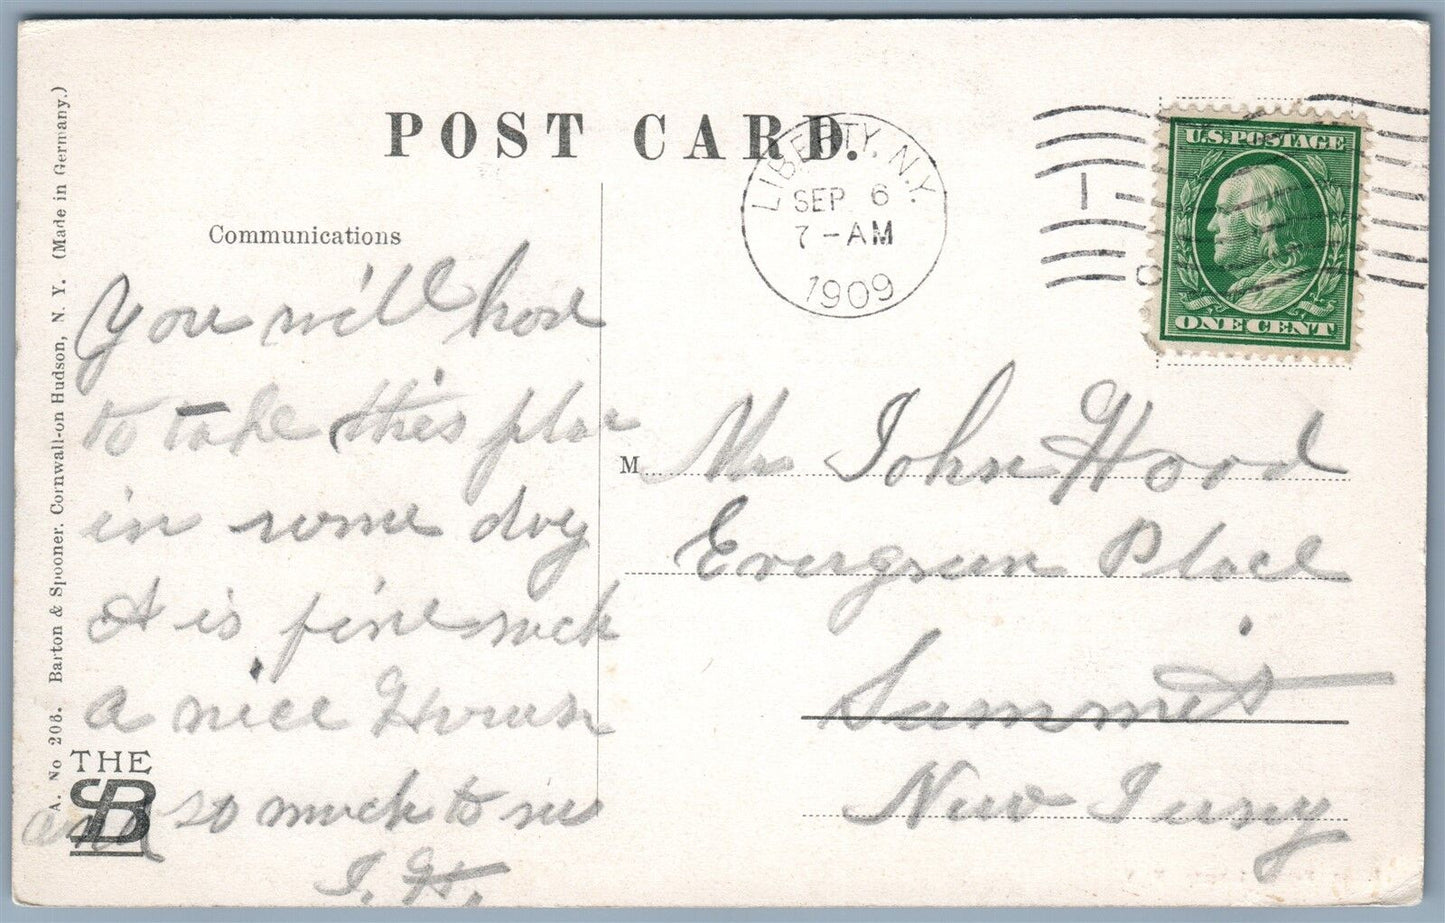 POST CARD.
LIBERTY, N.Y.
SEP 6
7-AM
1909
1
U.S. POSTAGE
ONE CENT
Communications
You will have
to take this place
in some day
It is fine such
a nice House
and so much to see
J. H.
M Mr John Hood
Evergreen Place
Summit
New Jersey
A. No 208. Barton & Spooner. Cornwall-on Hudson, N. Y. (Made in Germany.)
THE
SB